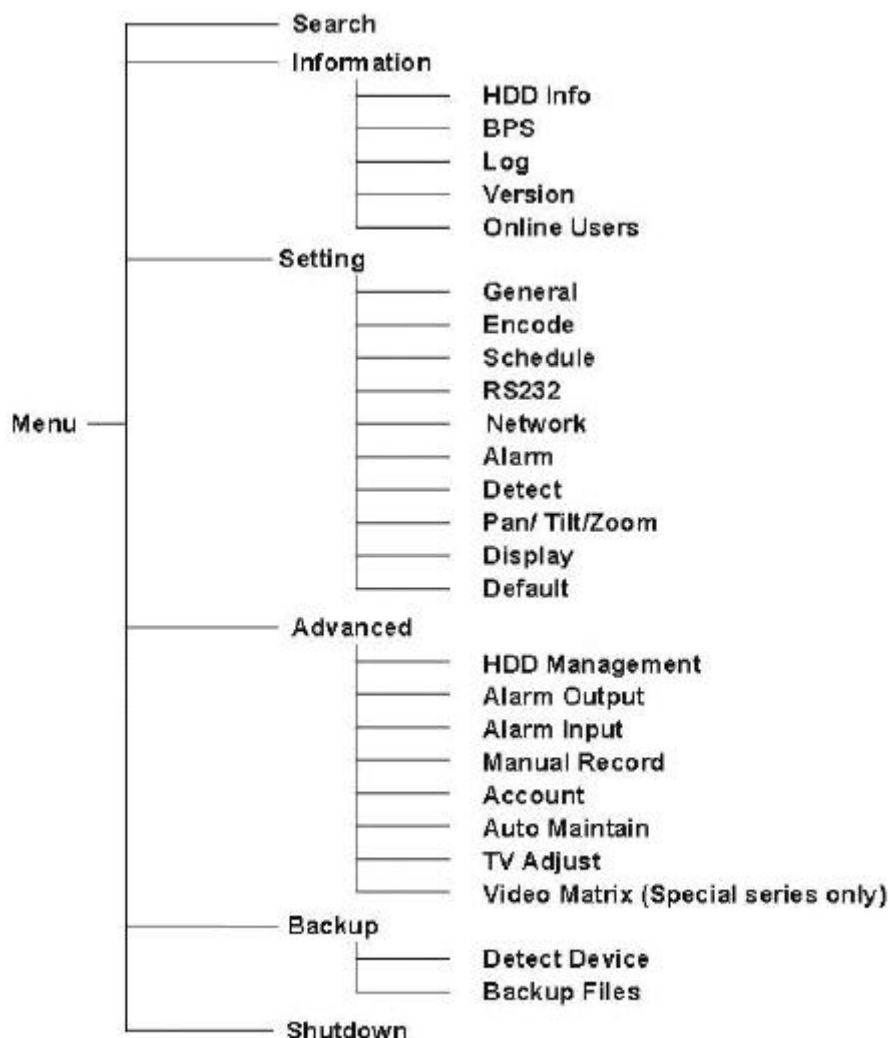 Search
Information
HDD Info
BPS
Log
Version
Online Users
Setting
General
Encode
Schedule
RS232
Menu
Network
Alarm
Detect
Pan/ Tilt/Zoom
Display
Default
Advanced
HDD Management
Alarm Output
Alarm Input
Manual Record
Account
Auto Maintain
TV Adjust
Video Matrix (Special series only)
Backup
Detect Device
Backup Files
Shutdown